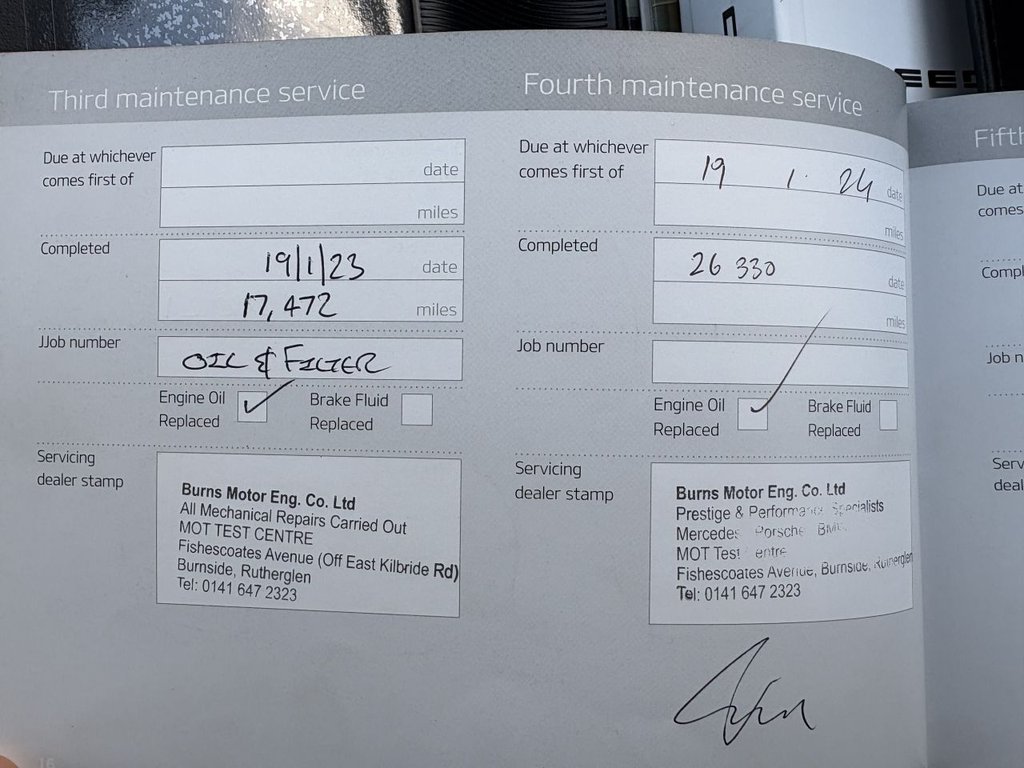 Third maintenance service
Due at whichever
comes first of
date
miles
Completed
19/1/23 date
17,472 miles
JJob number
OIL & FILTER
Engine Oil
Replaced
Brake Fluid
Replaced
Servicing
dealer stamp
Burns Motor Eng. Co. Ltd
All Mechanical Repairs Carried Out
MOT TEST CENTRE
Fishescoates Avenue (Off East Kilbride Rd)
Burnside, Rutherglen
Tel: 0141 647 2323
16
Fourth maintenance service
Due at whichever
comes first of
19 1. 24 date
miles
Completed
26 330 date
miles
Job number
Engine Oil
Replaced
Brake Fluid
Replaced
Servicing
dealer stamp
Burns Motor Eng. Co. Ltd
Prestige & Performance Specialists
Mercedes Porsche BMW
MOT Test Centre
Fishescoates Avenue, Burnside, Rutherglen
Tel: 0141 647 2323
Fifth
Due at
comes
Compl
Job n
Serv
deal